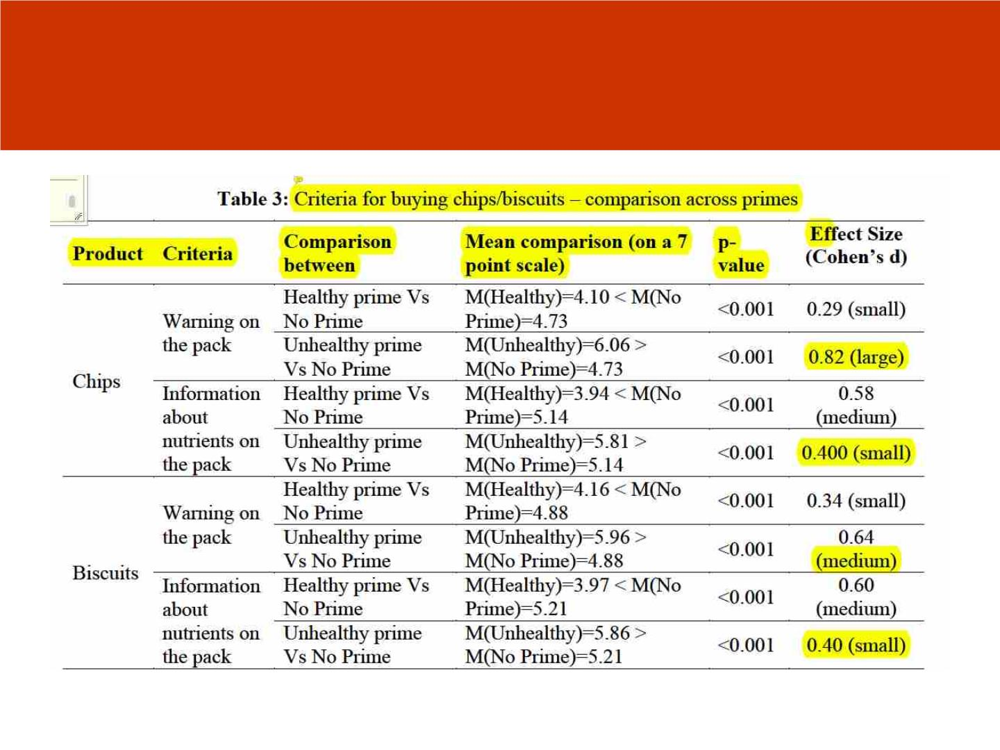 Table 3: Criteria for buying chips/biscuits – comparison across primes
Product Criteria Comparison between Mean comparison (on a 7 point scale) p-value Effect Size (Cohen's d)
Chips
Warning on the pack
Healthy prime Vs No Prime M(Healthy)=4.10 < M(No Prime)=4.73 <0.001 0.29 (small)
Unhealthy prime Vs No Prime M(Unhealthy)=6.06 > M(No Prime)=4.73 <0.001 0.82 (large)
Information about nutrients on the pack
Healthy prime Vs No Prime M(Healthy)=3.94 < M(No Prime)=5.14 <0.001 0.58 (medium)
Unhealthy prime Vs No Prime M(Unhealthy)=5.81 > M(No Prime)=5.14 <0.001 0.400 (small)
Biscuits
Warning on the pack
Healthy prime Vs No Prime M(Healthy)=4.16 < M(No Prime)=4.88 <0.001 0.34 (small)
Unhealthy prime Vs No Prime M(Unhealthy)=5.96 > M(No Prime)=4.88 <0.001 0.64 (medium)
Information about nutrients on the pack
Healthy prime Vs No Prime M(Healthy)=3.97 < M(No Prime)=5.21 <0.001 0.60 (medium)
Unhealthy prime Vs No Prime M(Unhealthy)=5.86 > M(No Prime)=5.21 <0.001 0.40 (small)